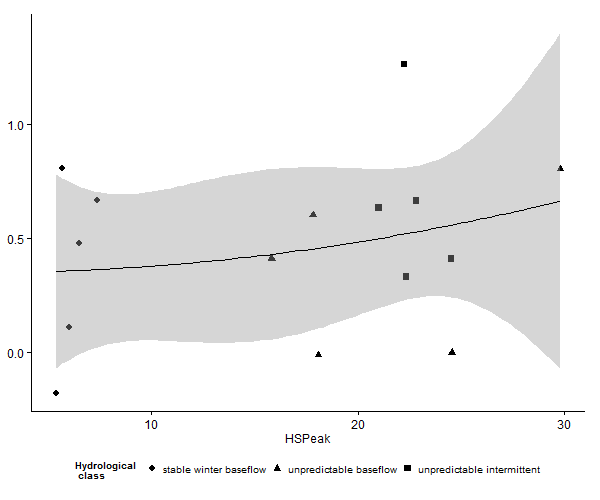 1.0
0.5
0.0
10 20 30
HSPeak
Hydrological
class
stable winter baseflow unpredictable baseflow unpredictable intermittent